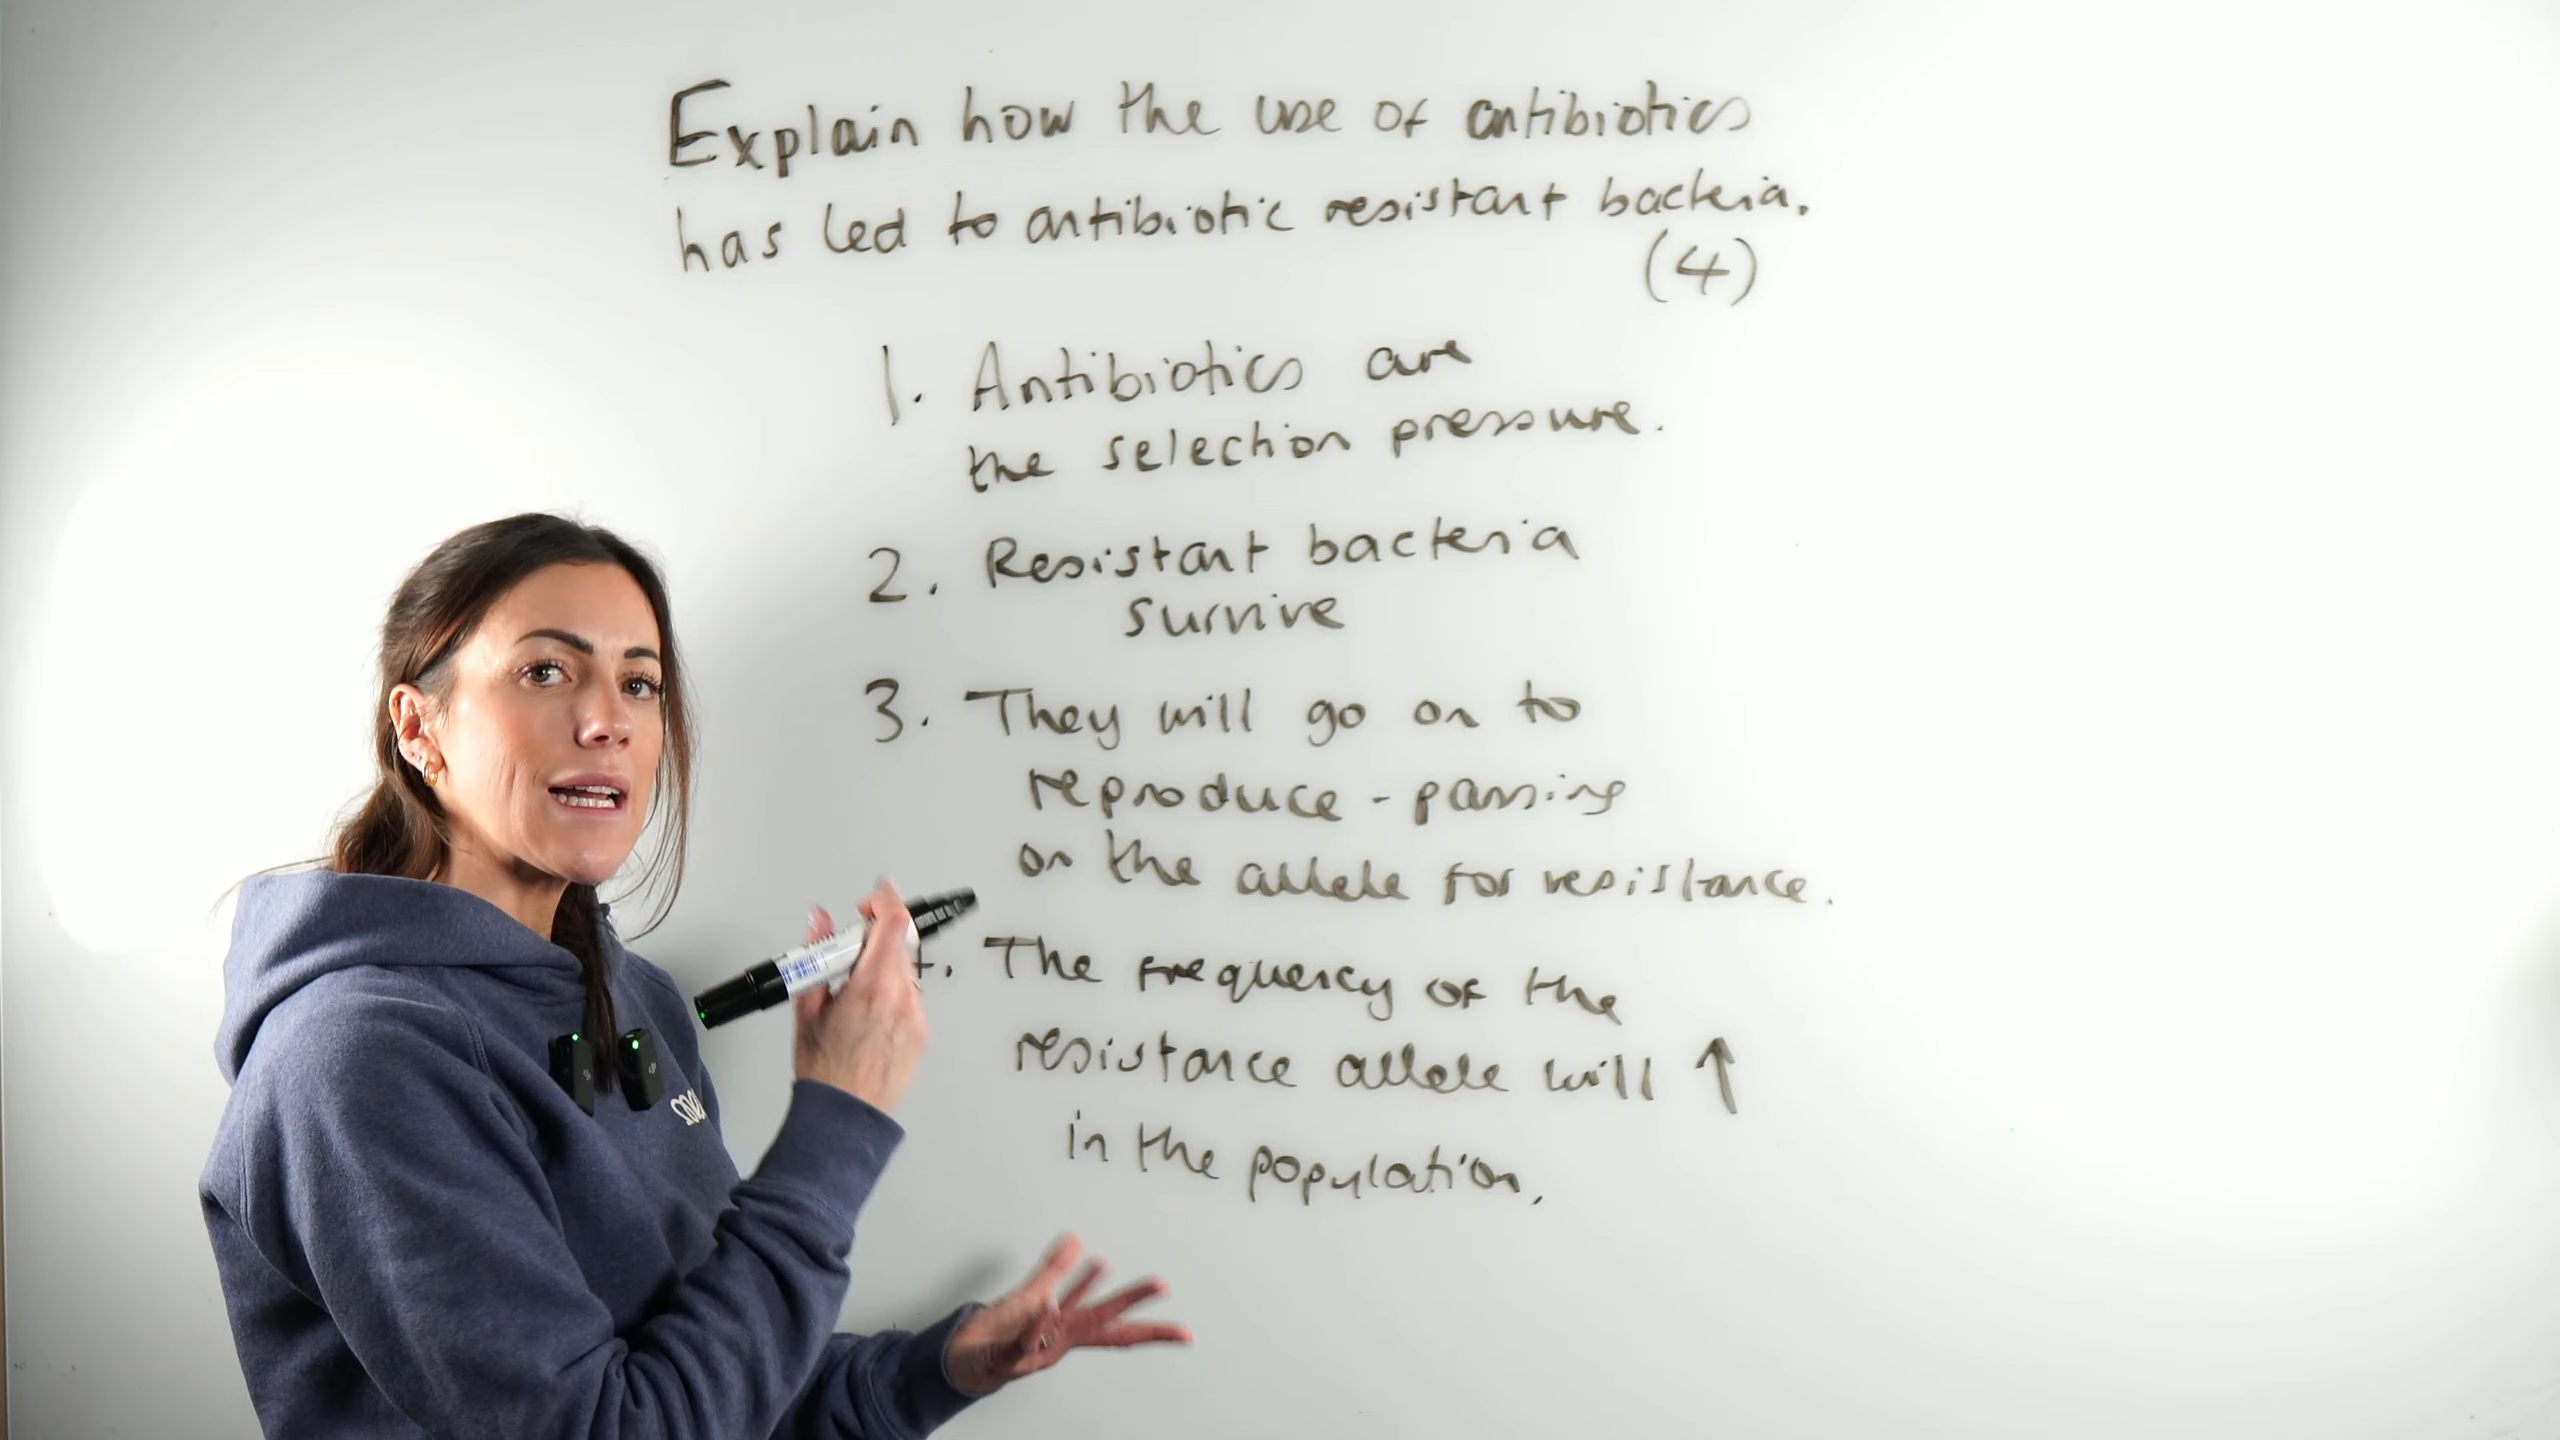 Explain how the use of antibiotics
has led to antibiotic resistant bacteria.
(4)
1. Antibiotics are
the selection pressure.
2. Resistant bacteria
survive
3. They will go on to
reproduce - passing
on the allele for resistance.
The frequency of the
resistance allele will ↑
in the population.